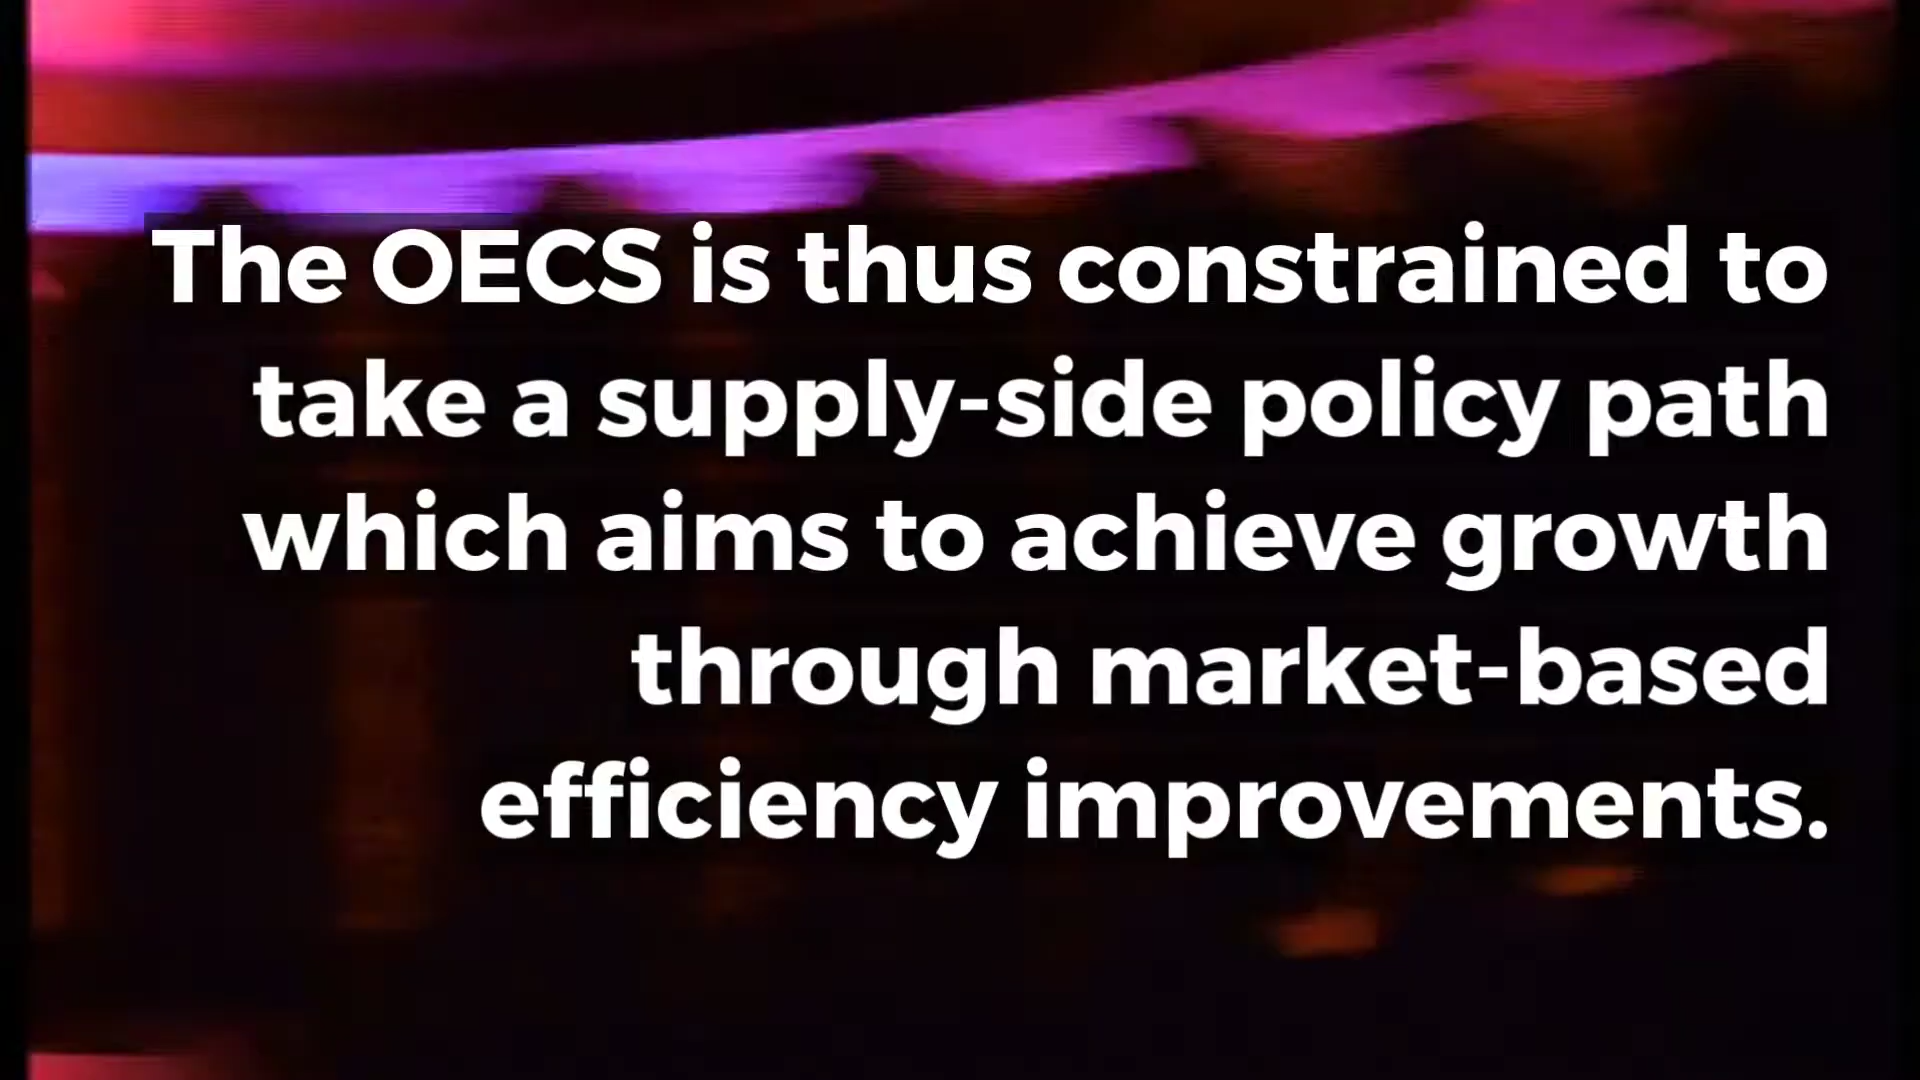 The OECS is thus constrained to
take a supply-side policy path
which aims to achieve growth
through market-based
efficiency improvements.